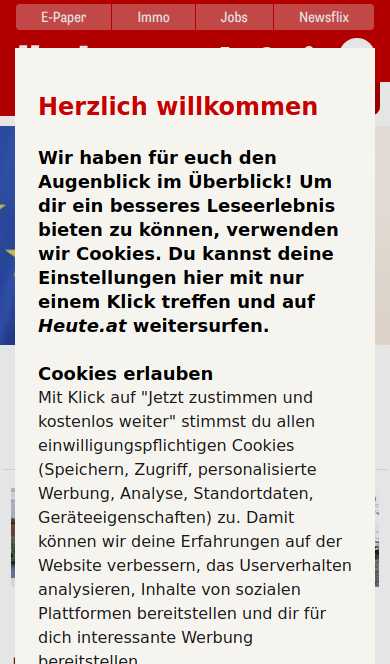 E-Paper Immo Jobs Newsflix
Herzlich willkommen
Wir haben für euch den
Augenblick im Überblick! Um
dir ein besseres Leseerlebnis
bieten zu können, verwenden
wir Cookies. Du kannst deine
Einstellungen hier mit nur
einem Klick treffen und auf
Heute.at weitersurfen.
Cookies erlauben
Mit Klick auf "Jetzt zustimmen und
kostenlos weiter" stimmst du allen
einwilligungspflichtigen Cookies
(Speichern, Zugriff, personalisierte
Werbung, Analyse, Standortdaten,
Geräteeigenschaften) zu. Damit
können wir deine Erfahrungen auf der
Website verbessern, das Userverhalten
analysieren, Inhalte von sozialen
Plattformen bereitstellen und dir für
dich interessante Werbung
bereitstellen